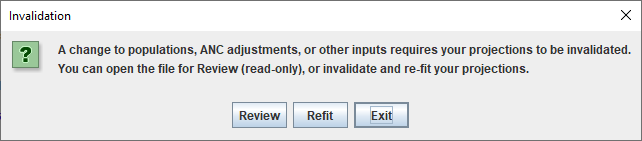 Invalidation
A change to populations, ANC adjustments, or other inputs requires your projections to be invalidated.
You can open the file for Review (read-only), or invalidate and re-fit your projections.
Review Refit Exit